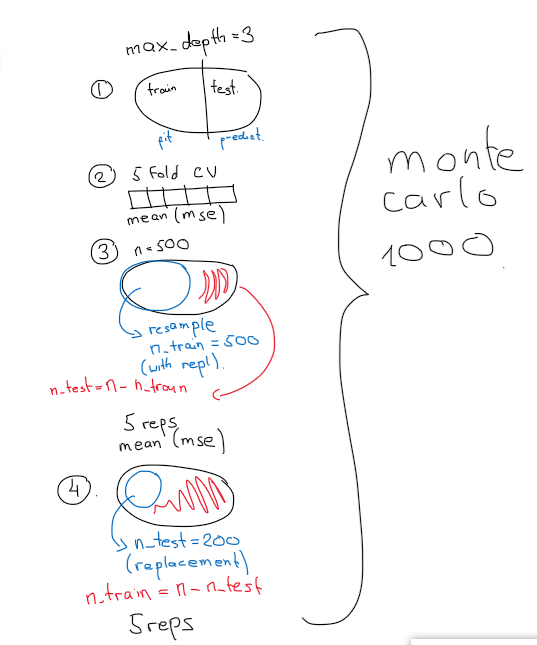 max_depth=3
① train test.
fit predict.
② 5 Fold CV
mean (mse)
③ n=500
resample
n_train = 500
(with repl).
n_test=n - n_train
5 reps
mean (mse)
④.
n_test=200
(replacement)
n_train = n - n_test
5 reps
monte
carlo
1000.